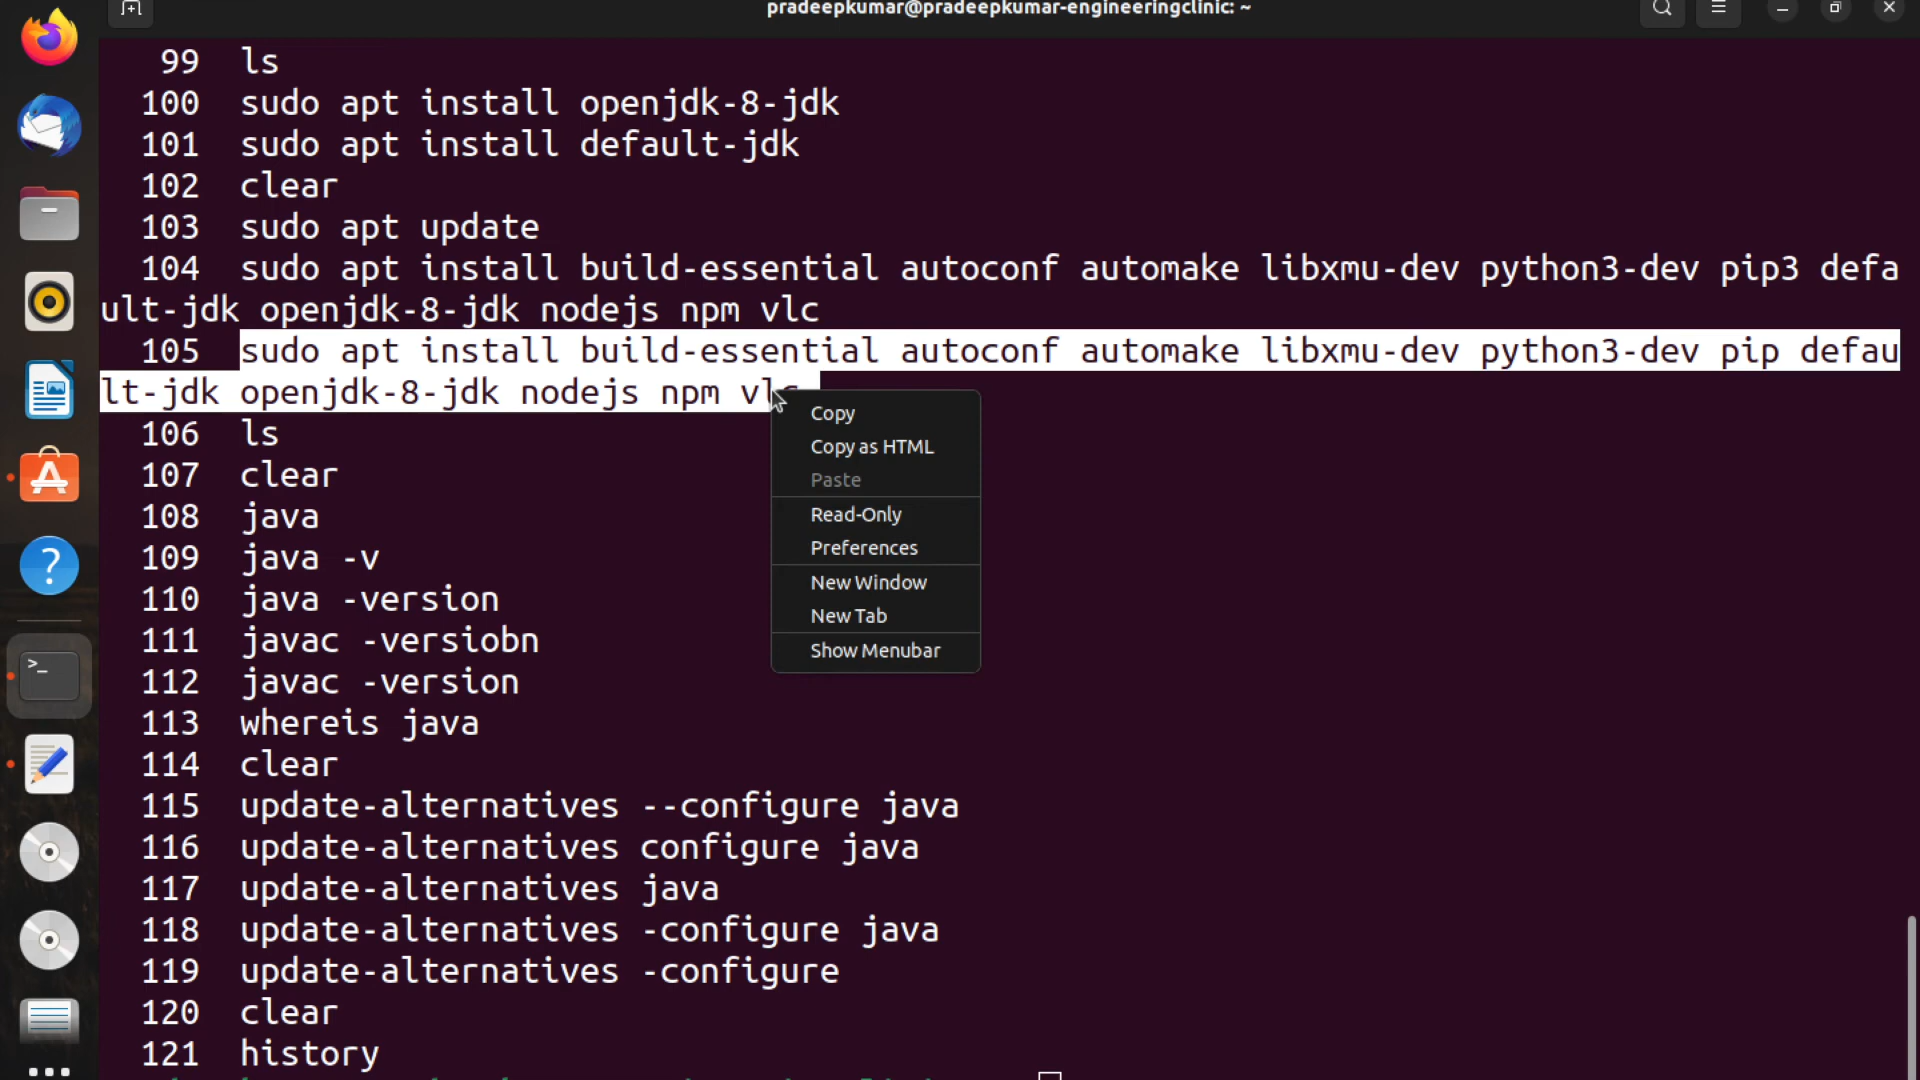 pradeepkumar@pradeepkumar-engineeringclinic: ~
99 ls
100 sudo apt install openjdk-8-jdk
101 sudo apt install default-jdk
102 clear
103 sudo apt update
104 sudo apt install build-essential autoconf automake libxmu-dev python3-dev pip3 defa
ult-jdk openjdk-8-jdk nodejs npm vlc
105 sudo apt install build-essential autoconf automake libxmu-dev python3-dev pip defau
lt-jdk openjdk-8-jdk nodejs npm vlc
Copy
106 ls
Copy as HTML
107 clear
Paste
108 java
Read-Only
109 java -v
Preferences
110 java -version
New Window
New Tab
111 javac -versiobn
Show Menubar
112 javac -version
113 whereis java
114 clear
115 update-alternatives --configure java
116 update-alternatives configure java
117 update-alternatives java
118 update-alternatives -configure java
119 update-alternatives -configure
120 clear
121 history